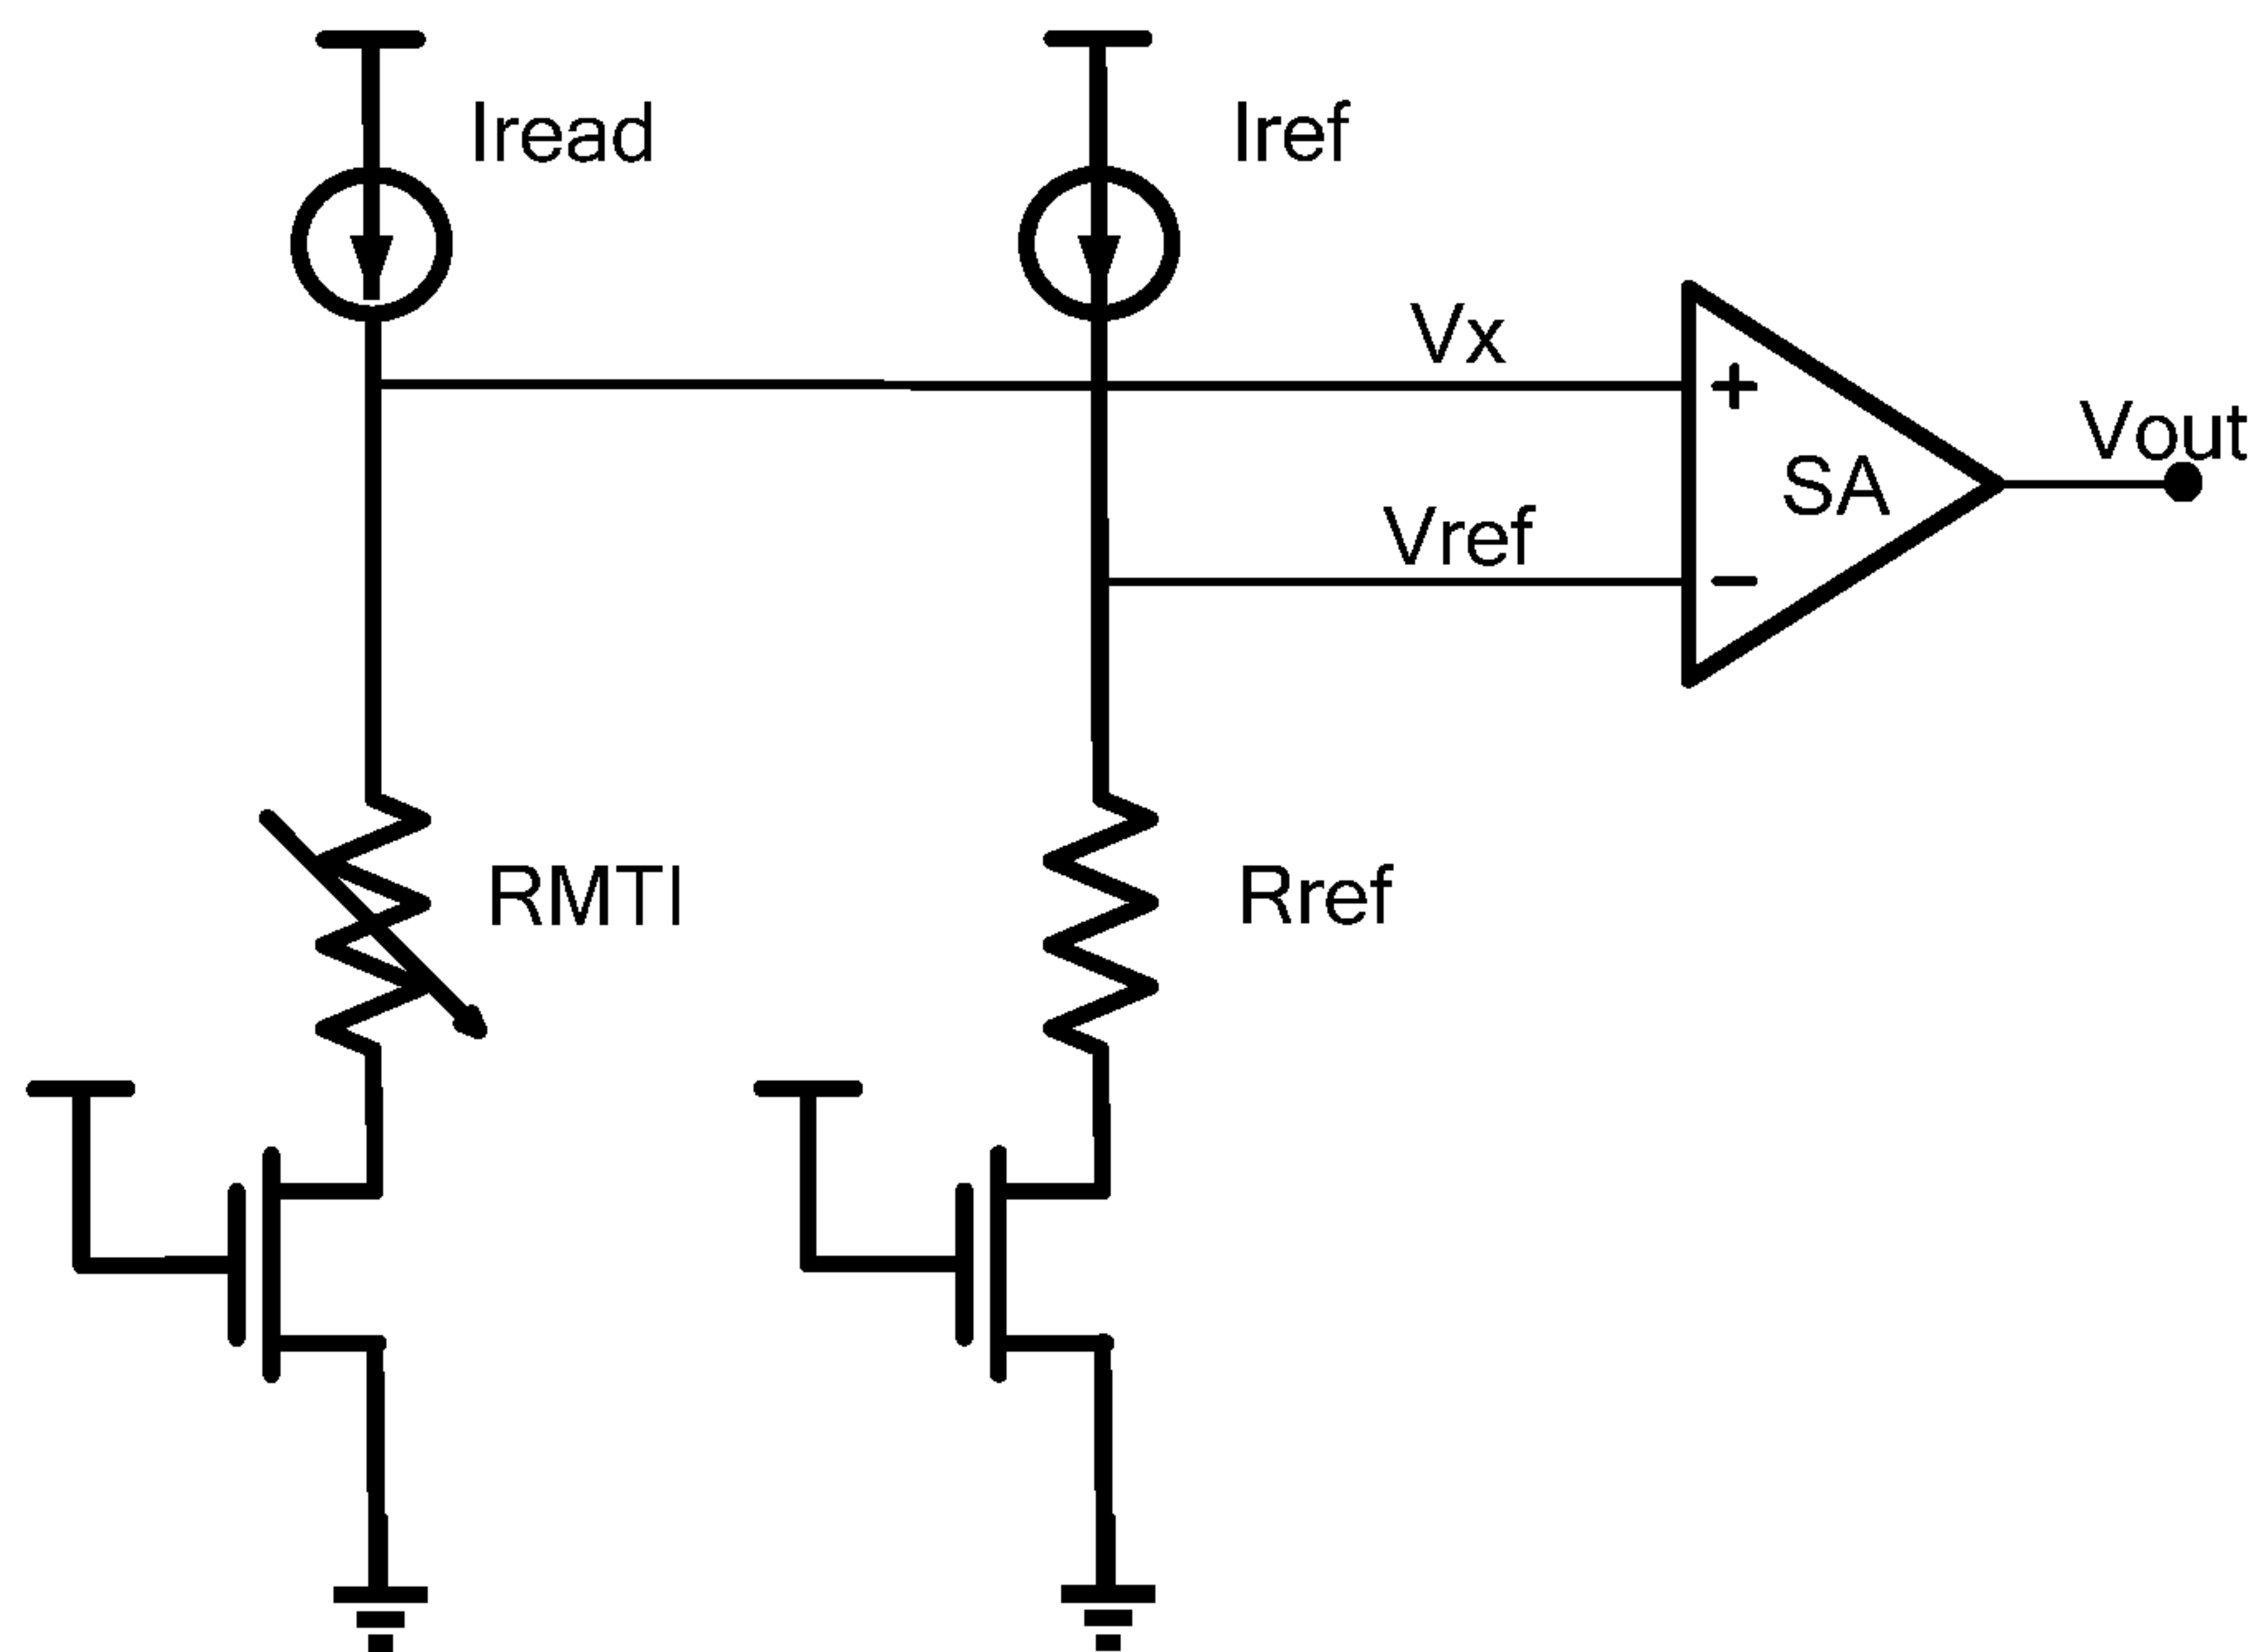 Iread
Iref
Vx
+
Vout
SA
Vref
−
RMTI
Rref